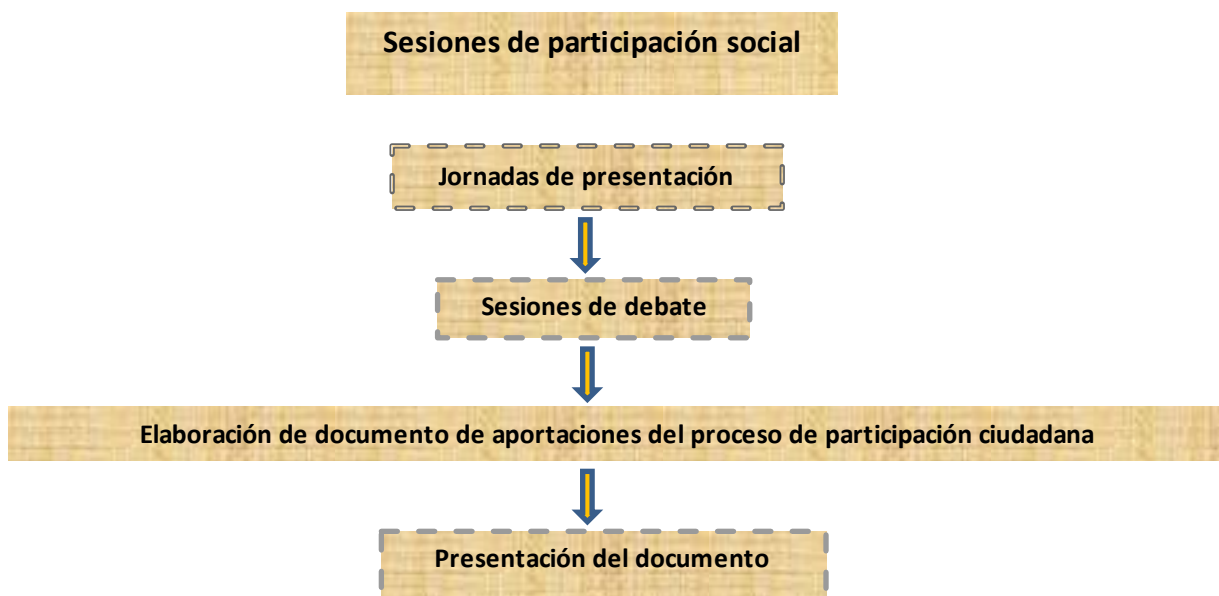 Sesiones de participación social
Jornadas de presentación
Sesiones de debate
Elaboración de documento de aportaciones del proceso de participación ciudadana
Presentación del documento